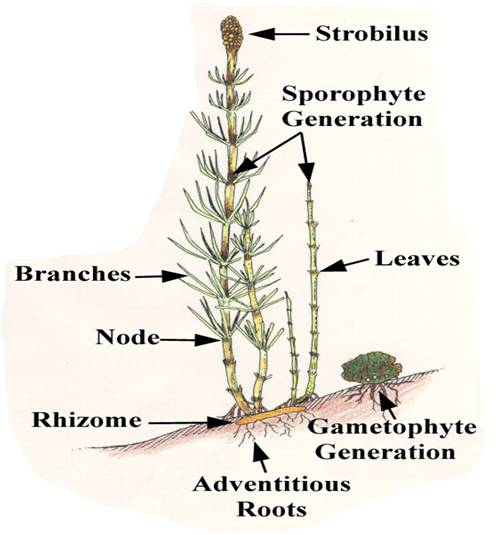 Strobilus
Sporophyte
Generation
Leaves
Branches
Node
Rhizome
Gametophyte
Generation
Adventitious
Roots